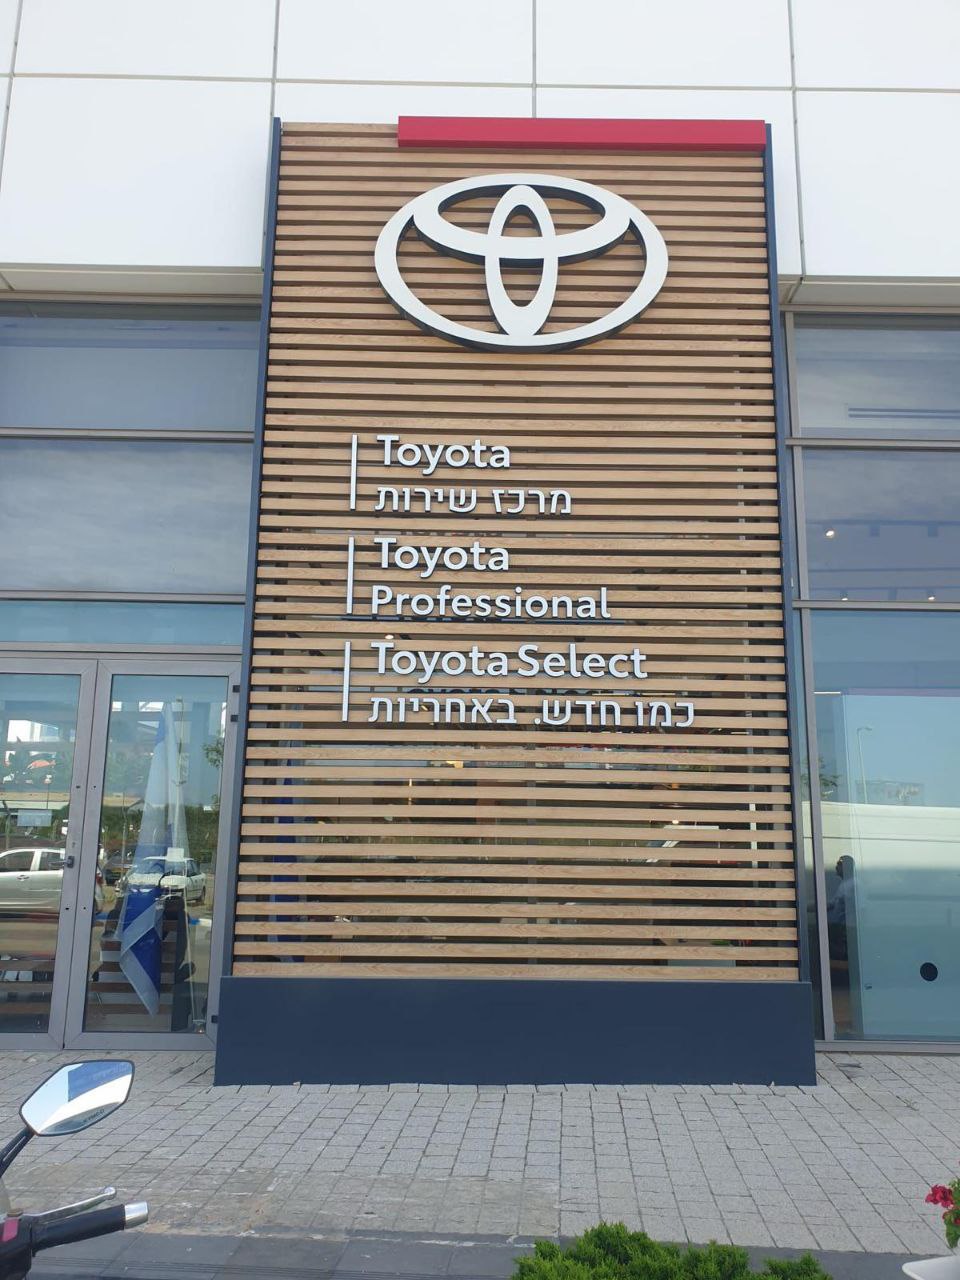 Toyota
מרכז שירות
Toyota
Professional
Toyota Select
כמו חדש. באחריות